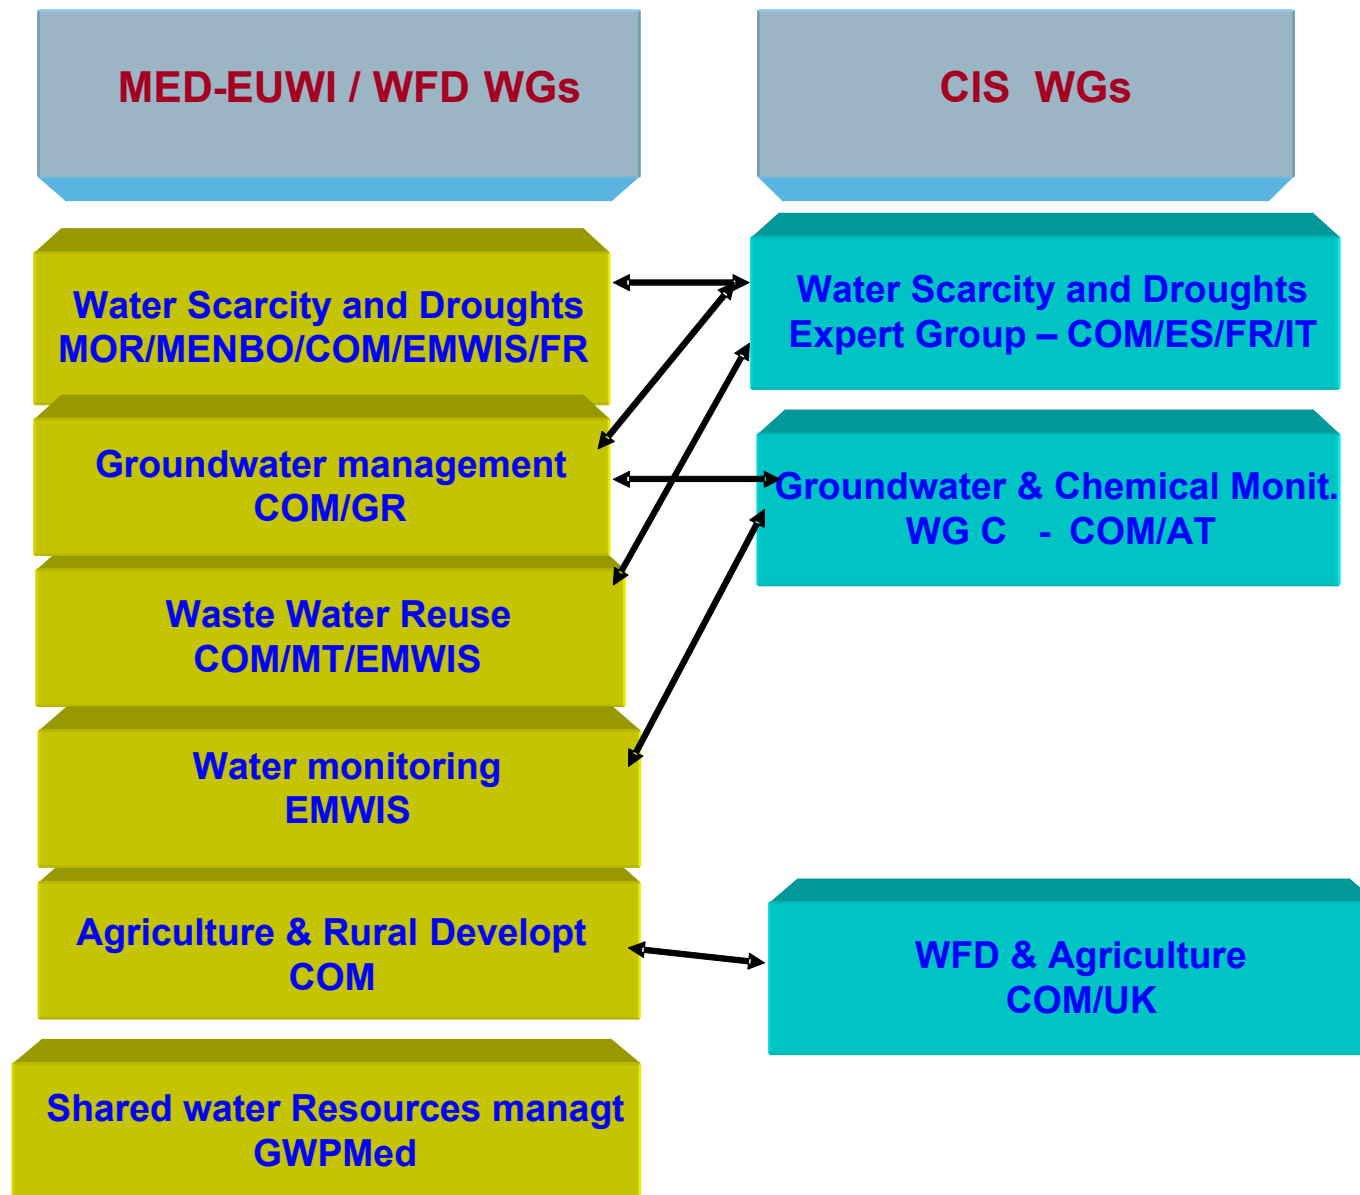 MED-EUWI / WFD WGs
CIS WGs
Water Scarcity and Droughts
MOR/MENBO/COM/EMWIS/FR
Groundwater management
COM/GR
Waste Water Reuse
COM/MT/EMWIS
Water monitoring
EMWIS
Agriculture & Rural Developt
COM
Shared water Resources managt
GWPMed
Water Scarcity and Droughts
Expert Group – COM/ES/FR/IT
Groundwater & Chemical Monit.
WG C - COM/AT
WFD & Agriculture
COM/UK